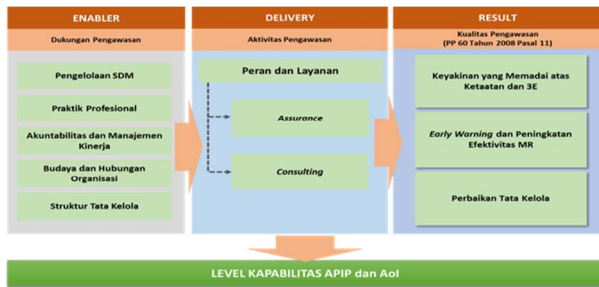 ENABLER
Dukungan Pengawasan
Pengelolaan SDM
Praktik Profesional
Akuntabilitas dan Manajemen
Kinerja
Budaya dan Hubungan
Organisasi
Struktur Tata Kelola
DELIVERY
Aktivitas Pengawasan
Peran dan Layanan
Assurance
Consulting
RESULT
Kualitas Pengawasan
(PP 60 Tahun 2008 Pasal 11)
Keyakinan yang Memadai atas
Ketaatan dan 3E
Early Warning dan Peningkatan
Efektivitas MR
Perbaikan Tata Kelola
LEVEL KAPABILITAS APIP dan AoI